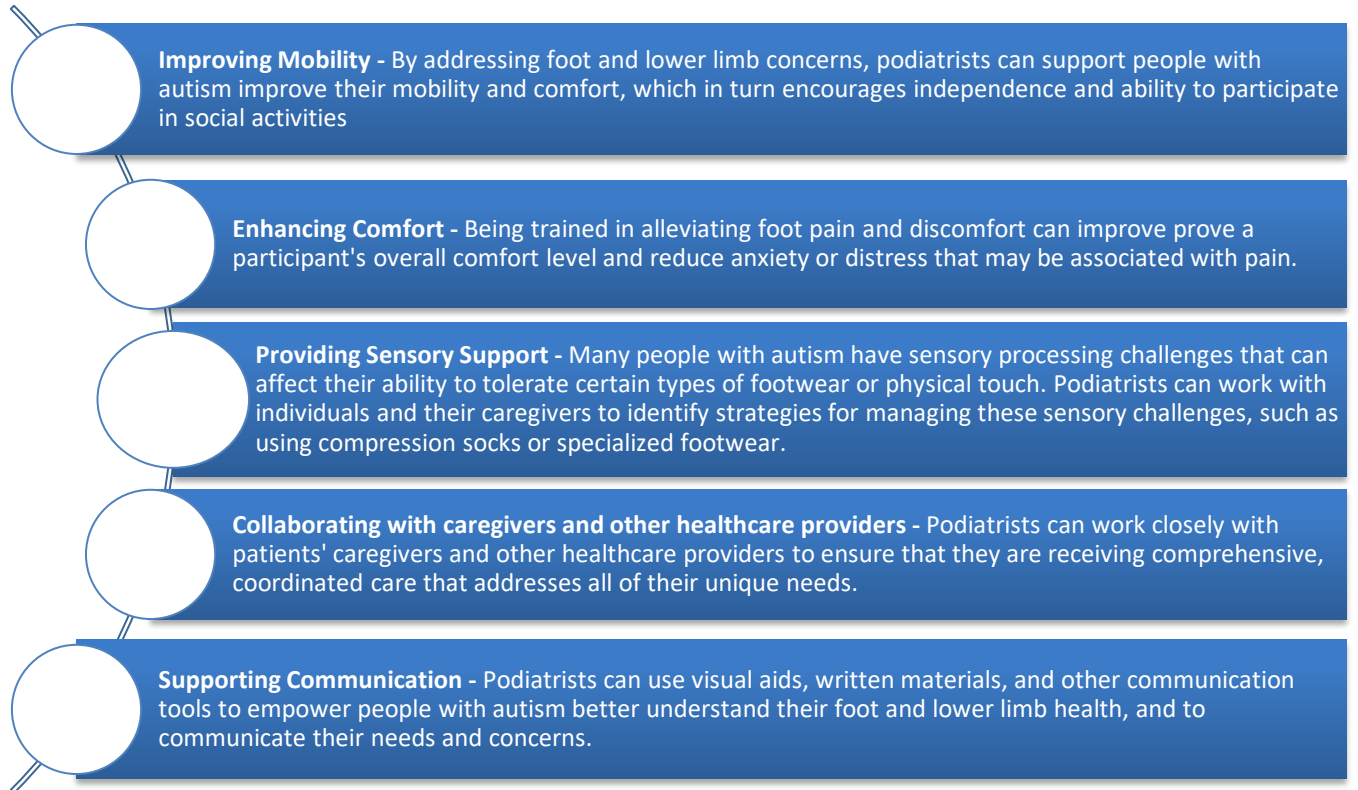 Improving Mobility - By addressing foot and lower limb concerns, podiatrists can support people with
autism improve their mobility and comfort, which in turn encourages independence and ability to participate
in social activities
Enhancing Comfort - Being trained in alleviating foot pain and discomfort can improve prove a
participant's overall comfort level and reduce anxiety or distress that may be associated with pain.
Providing Sensory Support - Many people with autism have sensory processing challenges that can
affect their ability to tolerate certain types of footwear or physical touch. Podiatrists can work with
individuals and their caregivers to identify strategies for managing these sensory challenges, such as
using compression socks or specialized footwear.
Collaborating with caregivers and other healthcare providers - Podiatrists can work closely with
patients' caregivers and other healthcare providers to ensure that they are receiving comprehensive,
coordinated care that addresses all of their unique needs.
Supporting Communication - Podiatrists can use visual aids, written materials, and other communication
tools to empower people with autism better understand their foot and lower limb health, and to
communicate their needs and concerns.